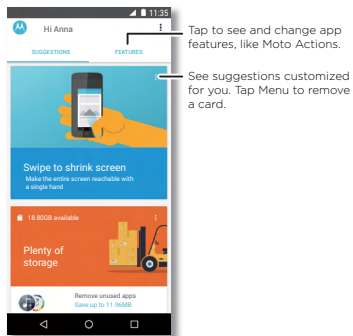 11:35
Hi Anna
SUGGESTIONS FEATURES
Tap to see and change app
features, like Moto Actions.
See suggestions customized
for you. Tap Menu to remove
a card.
Swipe to shrink screen
Make the entire screen reachable with
a single hand
18.80GB available
Plenty of
storage
Remove unused apps
Save up to 11.96MB